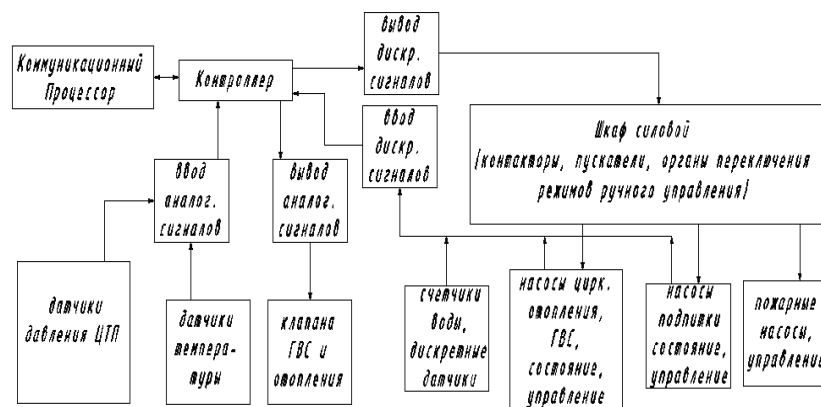 Коммуникационный
Процессор
Контроллер
вывод
дискр.
сигналов
ввод
дискр.
сигналов
Шкаф силовой
(контакторы, пускатели, органы переключения
режимов ручного управления)
ввод
аналог.
сигналов
вывод
аналог.
сигналов
датчики
давления ЦТП
датчики
темпера-
туры
клапана
ГВС и
отопления
счетчики
воды,
дискретные
датчики
насосы цирк.
отопления,
ГВС,
состояние,
управление
насосы
подпитки
состояние,
управление
пожарные
насосы,
управление